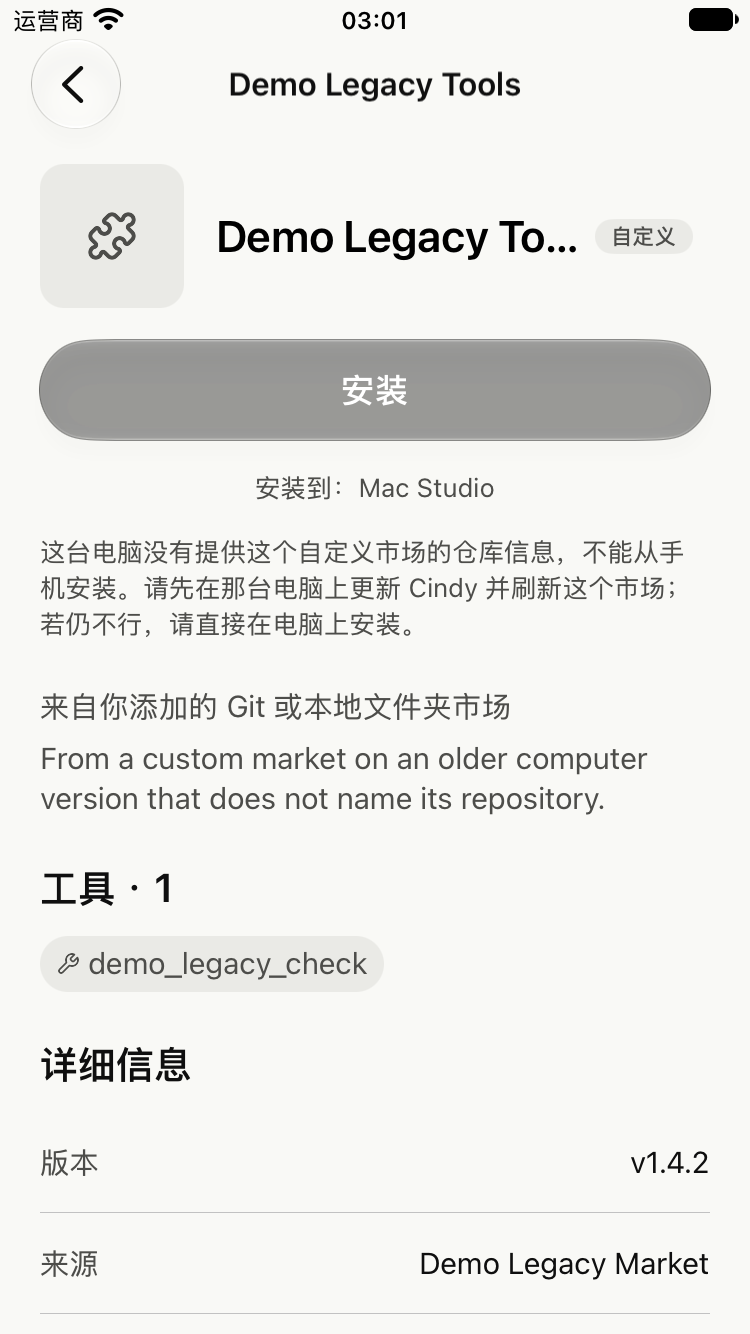 运营商
03:01
Demo Legacy Tools
Demo Legacy To...
自定义
安装
安装到：Mac Studio
这台电脑没有提供这个自定义市场的仓库信息，不能从手
机安装。请先在那台电脑上更新 Cindy 并刷新这个市场；
若仍不行，请直接在电脑上安装。
来自你添加的 Git 或本地文件夹市场
From a custom market on an older computer
version that does not name its repository.
工具 · 1
demo_legacy_check
详细信息
版本
v1.4.2
来源
Demo Legacy Market